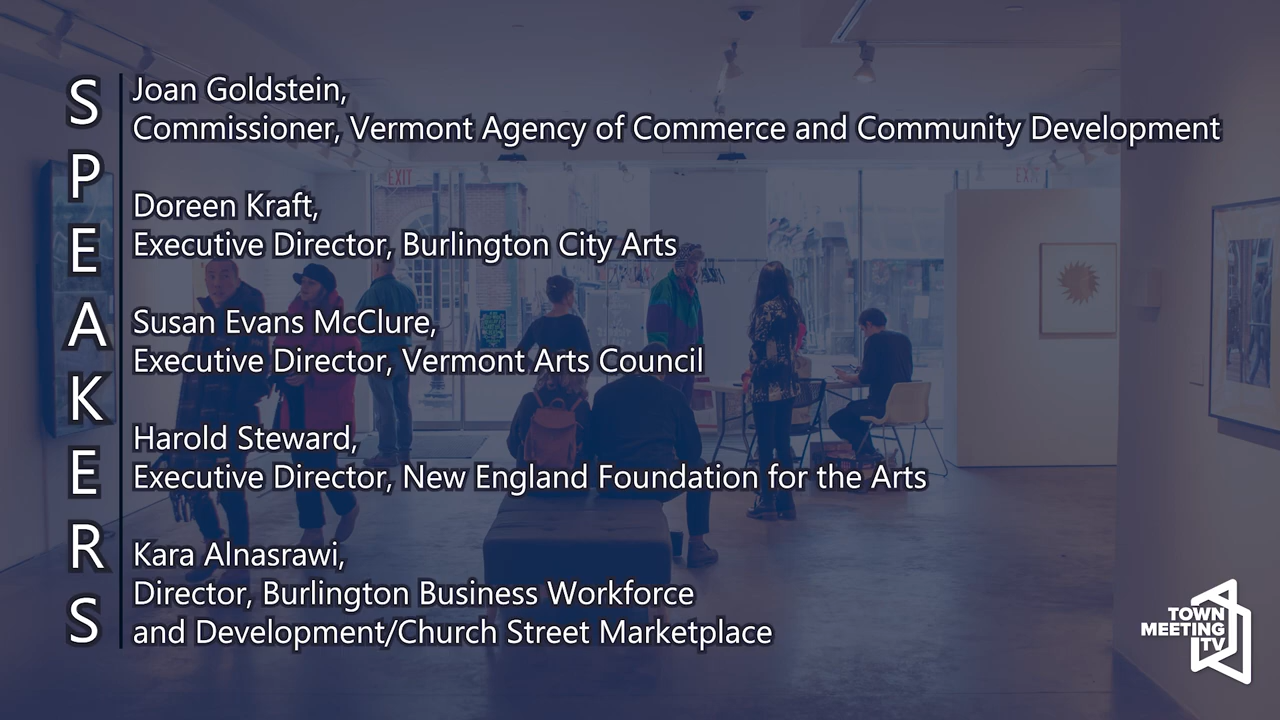 SPEAKERS
Joan Goldstein,
Commissioner, Vermont Agency of Commerce and Community Development
Doreen Kraft,
Executive Director, Burlington City Arts
Susan Evans McClure,
Executive Director, Vermont Arts Council
Harold Steward,
Executive Director, New England Foundation for the Arts
Kara Alnasrawi,
Director, Burlington Business Workforce
and Development/Church Street Marketplace
EXIT
EXIT
TOWN
MEETING
TV